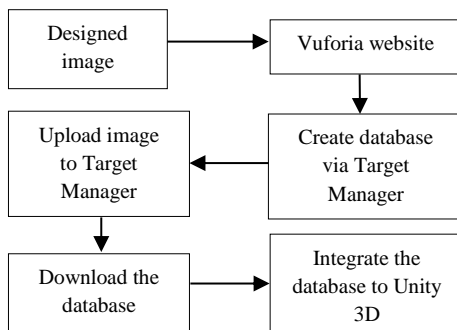 Designed
image
Vuforia website
Upload image
to Target
Manager
Create database
via Target
Manager
Download the
database
Integrate the
database to Unity
3D